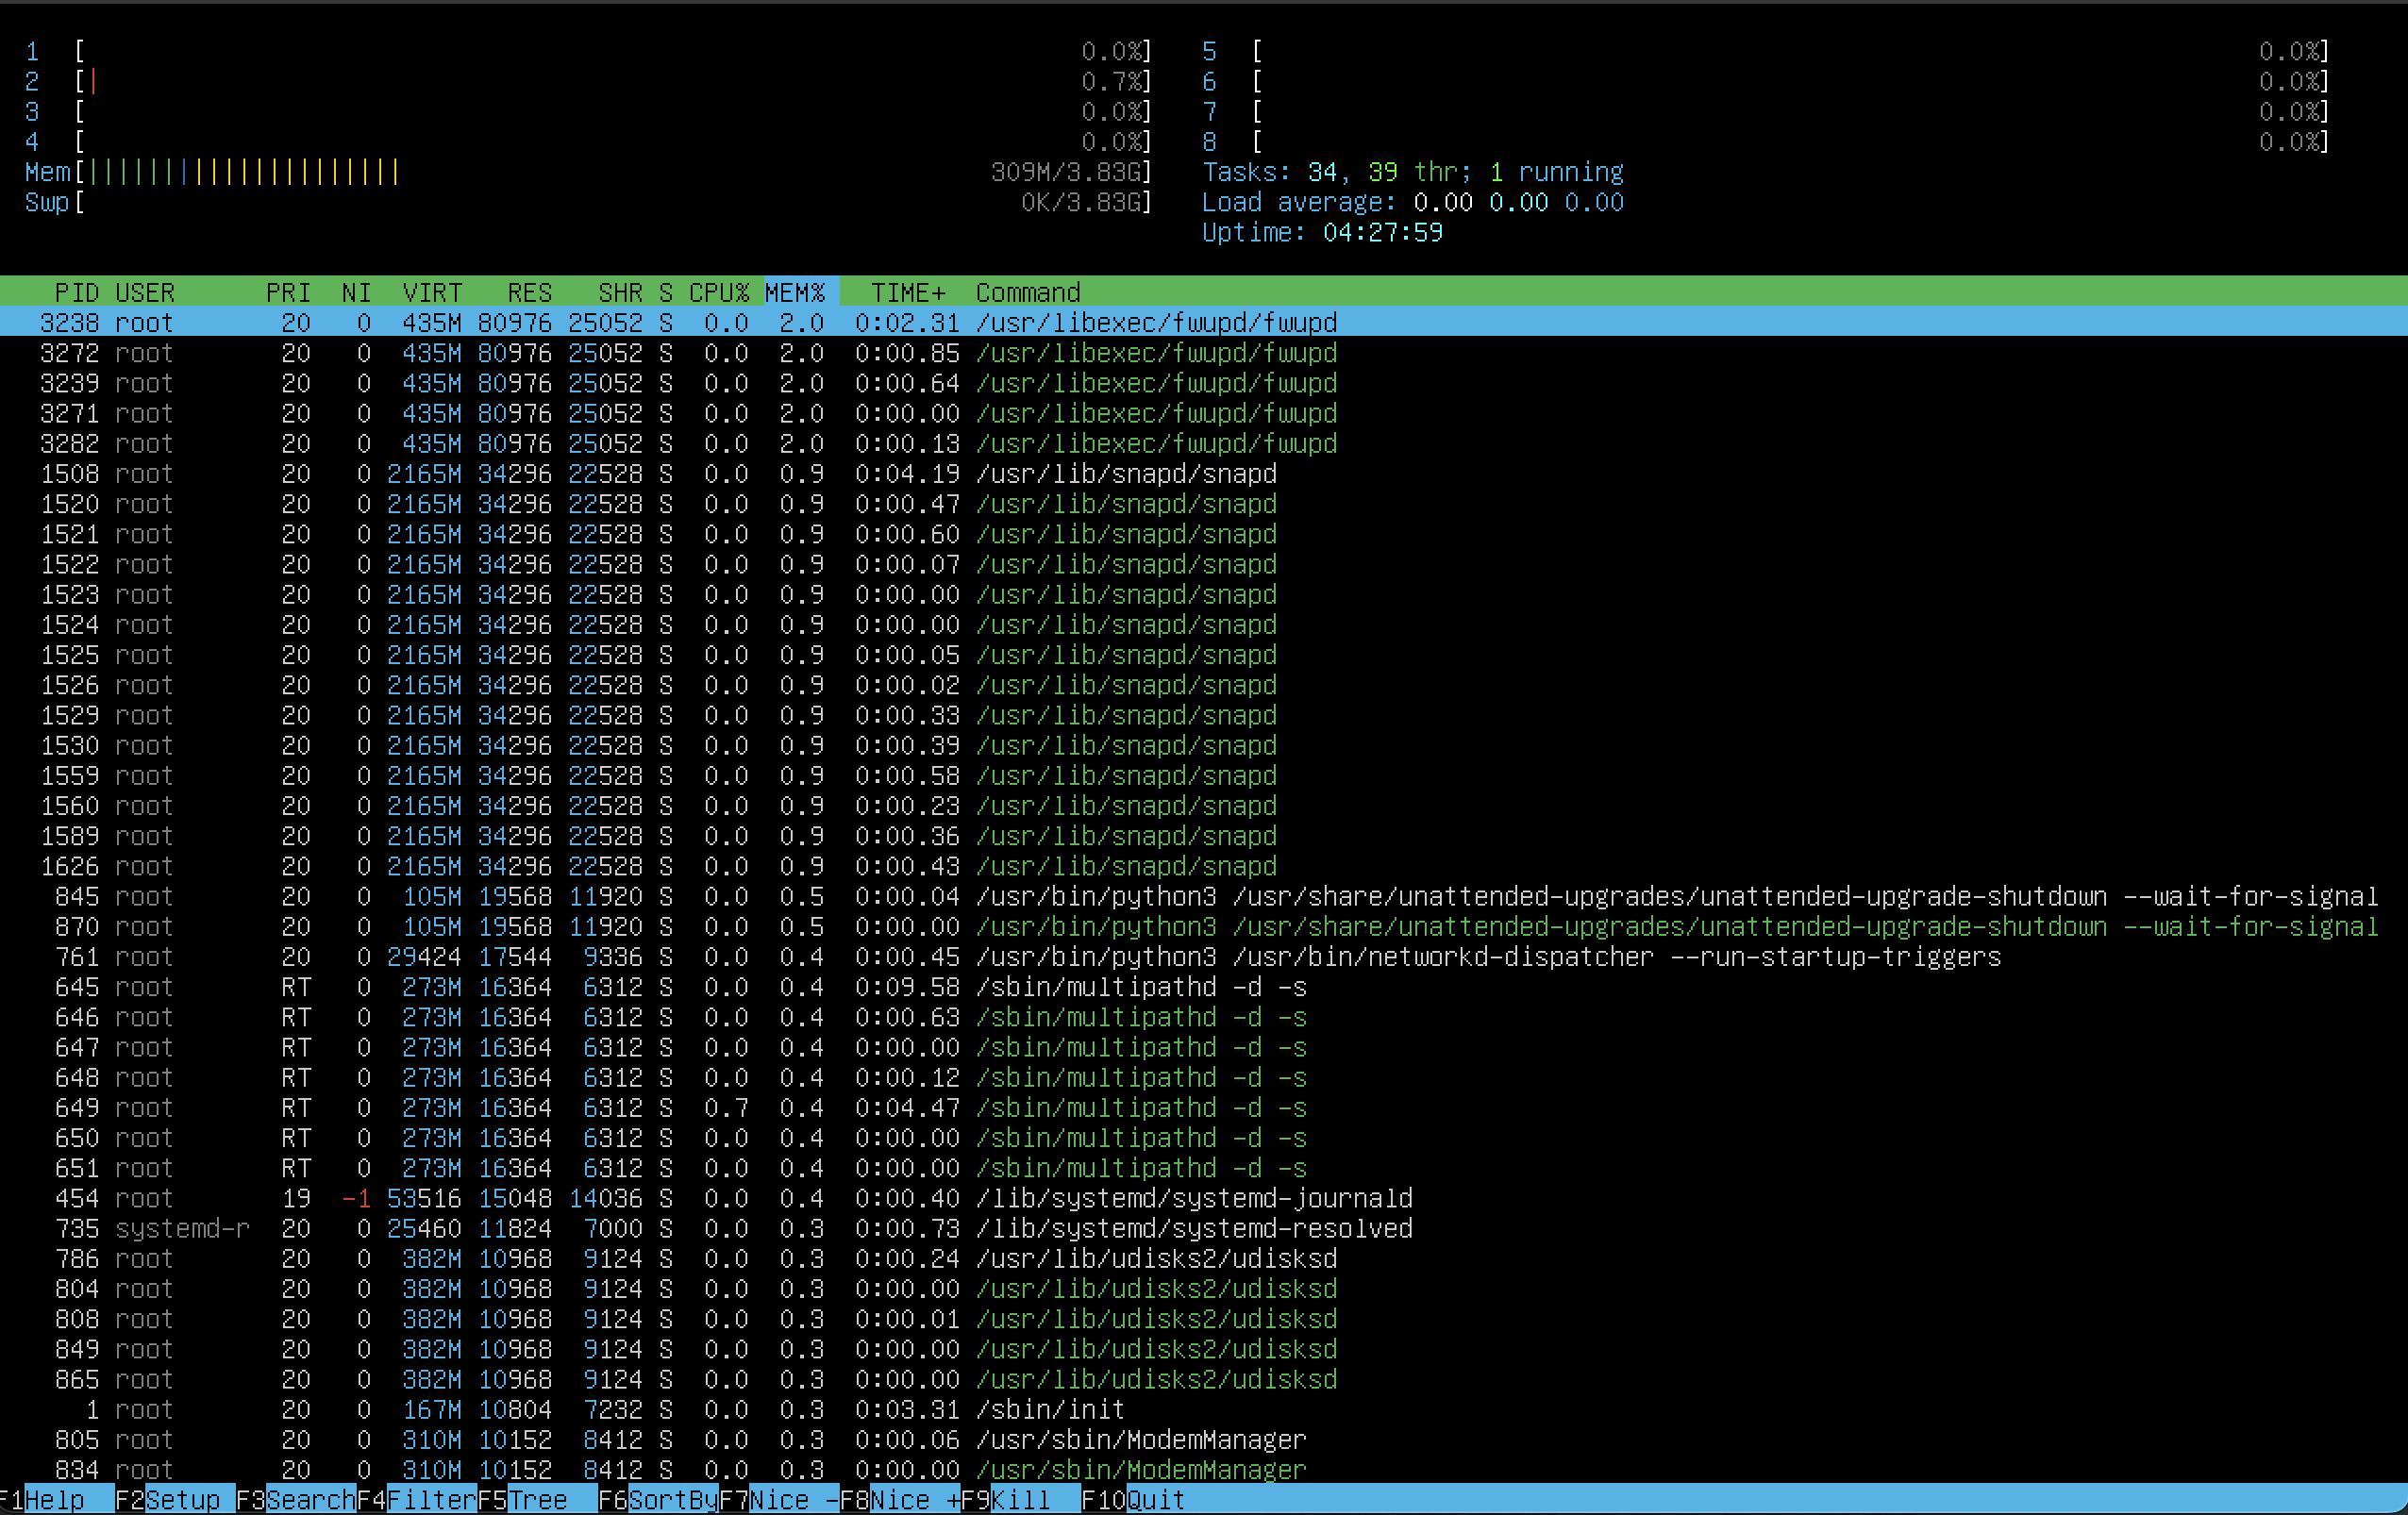 1 [ 0.0%] 5 [ 0.0%]
2 [| 0.7%] 6 [ 0.0%]
3 [ 0.0%] 7 [ 0.0%]
4 [ 0.0%] 8 [ 0.0%]
Mem[||||||||||||||||||||| 309M/3.83G] Tasks: 34, 39 thr; 1 running
Swp[ 0K/3.83G] Load average: 0.00 0.00 0.00
Uptime: 04:27:59
PID USER PRI NI VIRT RES SHR S CPU% MEM% TIME+ Command
3238 root 20 0 435M 80976 25052 S 0.0 2.0 0:02.31 /usr/libexec/fwupd/fwupd
3272 root 20 0 435M 80976 25052 S 0.0 2.0 0:00.85 /usr/libexec/fwupd/fwupd
3239 root 20 0 435M 80976 25052 S 0.0 2.0 0:00.64 /usr/libexec/fwupd/fwupd
3271 root 20 0 435M 80976 25052 S 0.0 2.0 0:00.00 /usr/libexec/fwupd/fwupd
3282 root 20 0 435M 80976 25052 S 0.0 2.0 0:00.13 /usr/libexec/fwupd/fwupd
1508 root 20 0 2165M 34296 22528 S 0.0 0.9 0:04.19 /usr/lib/snapd/snapd
1520 root 20 0 2165M 34296 22528 S 0.0 0.9 0:00.47 /usr/lib/snapd/snapd
1521 root 20 0 2165M 34296 22528 S 0.0 0.9 0:00.60 /usr/lib/snapd/snapd
1522 root 20 0 2165M 34296 22528 S 0.0 0.9 0:00.07 /usr/lib/snapd/snapd
1523 root 20 0 2165M 34296 22528 S 0.0 0.9 0:00.00 /usr/lib/snapd/snapd
1524 root 20 0 2165M 34296 22528 S 0.0 0.9 0:00.00 /usr/lib/snapd/snapd
1525 root 20 0 2165M 34296 22528 S 0.0 0.9 0:00.05 /usr/lib/snapd/snapd
1526 root 20 0 2165M 34296 22528 S 0.0 0.9 0:00.02 /usr/lib/snapd/snapd
1529 root 20 0 2165M 34296 22528 S 0.0 0.9 0:00.33 /usr/lib/snapd/snapd
1530 root 20 0 2165M 34296 22528 S 0.0 0.9 0:00.39 /usr/lib/snapd/snapd
1559 root 20 0 2165M 34296 22528 S 0.0 0.9 0:00.58 /usr/lib/snapd/snapd
1560 root 20 0 2165M 34296 22528 S 0.0 0.9 0:00.23 /usr/lib/snapd/snapd
1589 root 20 0 2165M 34296 22528 S 0.0 0.9 0:00.36 /usr/lib/snapd/snapd
1626 root 20 0 2165M 34296 22528 S 0.0 0.9 0:00.43 /usr/lib/snapd/snapd
845 root 20 0 105M 19568 11920 S 0.0 0.5 0:00.04 /usr/bin/python3 /usr/share/unattended-upgrades/unattended-upgrade-shutdown --wait-for-signal
870 root 20 0 105M 19568 11920 S 0.0 0.5 0:00.00 /usr/bin/python3 /usr/share/unattended-upgrades/unattended-upgrade-shutdown --wait-for-signal
761 root 20 0 29424 17544 9336 S 0.0 0.4 0:00.45 /usr/bin/python3 /usr/bin/networkd-dispatcher --run-startup-triggers
645 root RT 0 273M 16364 6312 S 0.0 0.4 0:09.58 /sbin/multipathd -d -s
646 root RT 0 273M 16364 6312 S 0.0 0.4 0:00.63 /sbin/multipathd -d -s
647 root RT 0 273M 16364 6312 S 0.0 0.4 0:00.00 /sbin/multipathd -d -s
648 root RT 0 273M 16364 6312 S 0.0 0.4 0:00.12 /sbin/multipathd -d -s
649 root RT 0 273M 16364 6312 S 0.7 0.4 0:04.47 /sbin/multipathd -d -s
650 root RT 0 273M 16364 6312 S 0.0 0.4 0:00.00 /sbin/multipathd -d -s
651 root RT 0 273M 16364 6312 S 0.0 0.4 0:00.00 /sbin/multipathd -d -s
454 root 19 -1 53516 15048 14036 S 0.0 0.4 0:00.40 /lib/systemd/systemd-journald
735 systemd-r 20 0 25460 11824 7000 S 0.0 0.3 0:00.73 /lib/systemd/systemd-resolved
786 root 20 0 382M 10968 9124 S 0.0 0.3 0:00.24 /usr/lib/udisks2/udisksd
804 root 20 0 382M 10968 9124 S 0.0 0.3 0:00.00 /usr/lib/udisks2/udisksd
808 root 20 0 382M 10968 9124 S 0.0 0.3 0:00.01 /usr/lib/udisks2/udisksd
849 root 20 0 382M 10968 9124 S 0.0 0.3 0:00.00 /usr/lib/udisks2/udisksd
865 root 20 0 382M 10968 9124 S 0.0 0.3 0:00.00 /usr/lib/udisks2/udisksd
1 root 20 0 167M 10804 7232 S 0.0 0.3 0:03.31 /sbin/init
805 root 20 0 310M 10152 8412 S 0.0 0.3 0:00.06 /usr/sbin/ModemManager
834 root 20 0 310M 10152 8412 S 0.0 0.3 0:00.00 /usr/sbin/ModemManager
F1Help F2Setup F3SearchF4FilterF5Tree F6SortByF7Nice -F8Nice +F9Kill F10Quit